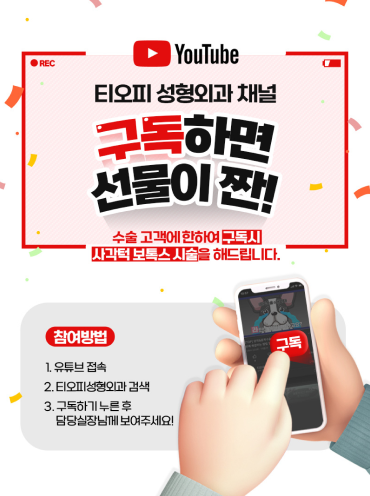 YouTube
REC
티오피 성형외과 채널
구독하면
선물이 짠!
수술 고객에 한하여 구독시
사각턱 보톡스 시술을 해드립니다.
참여방법
1. 유튜브 접속
2. 티오피성형외과 검색
3. 구독하기 누른 후
담당실장님께 보여주세요!
구독